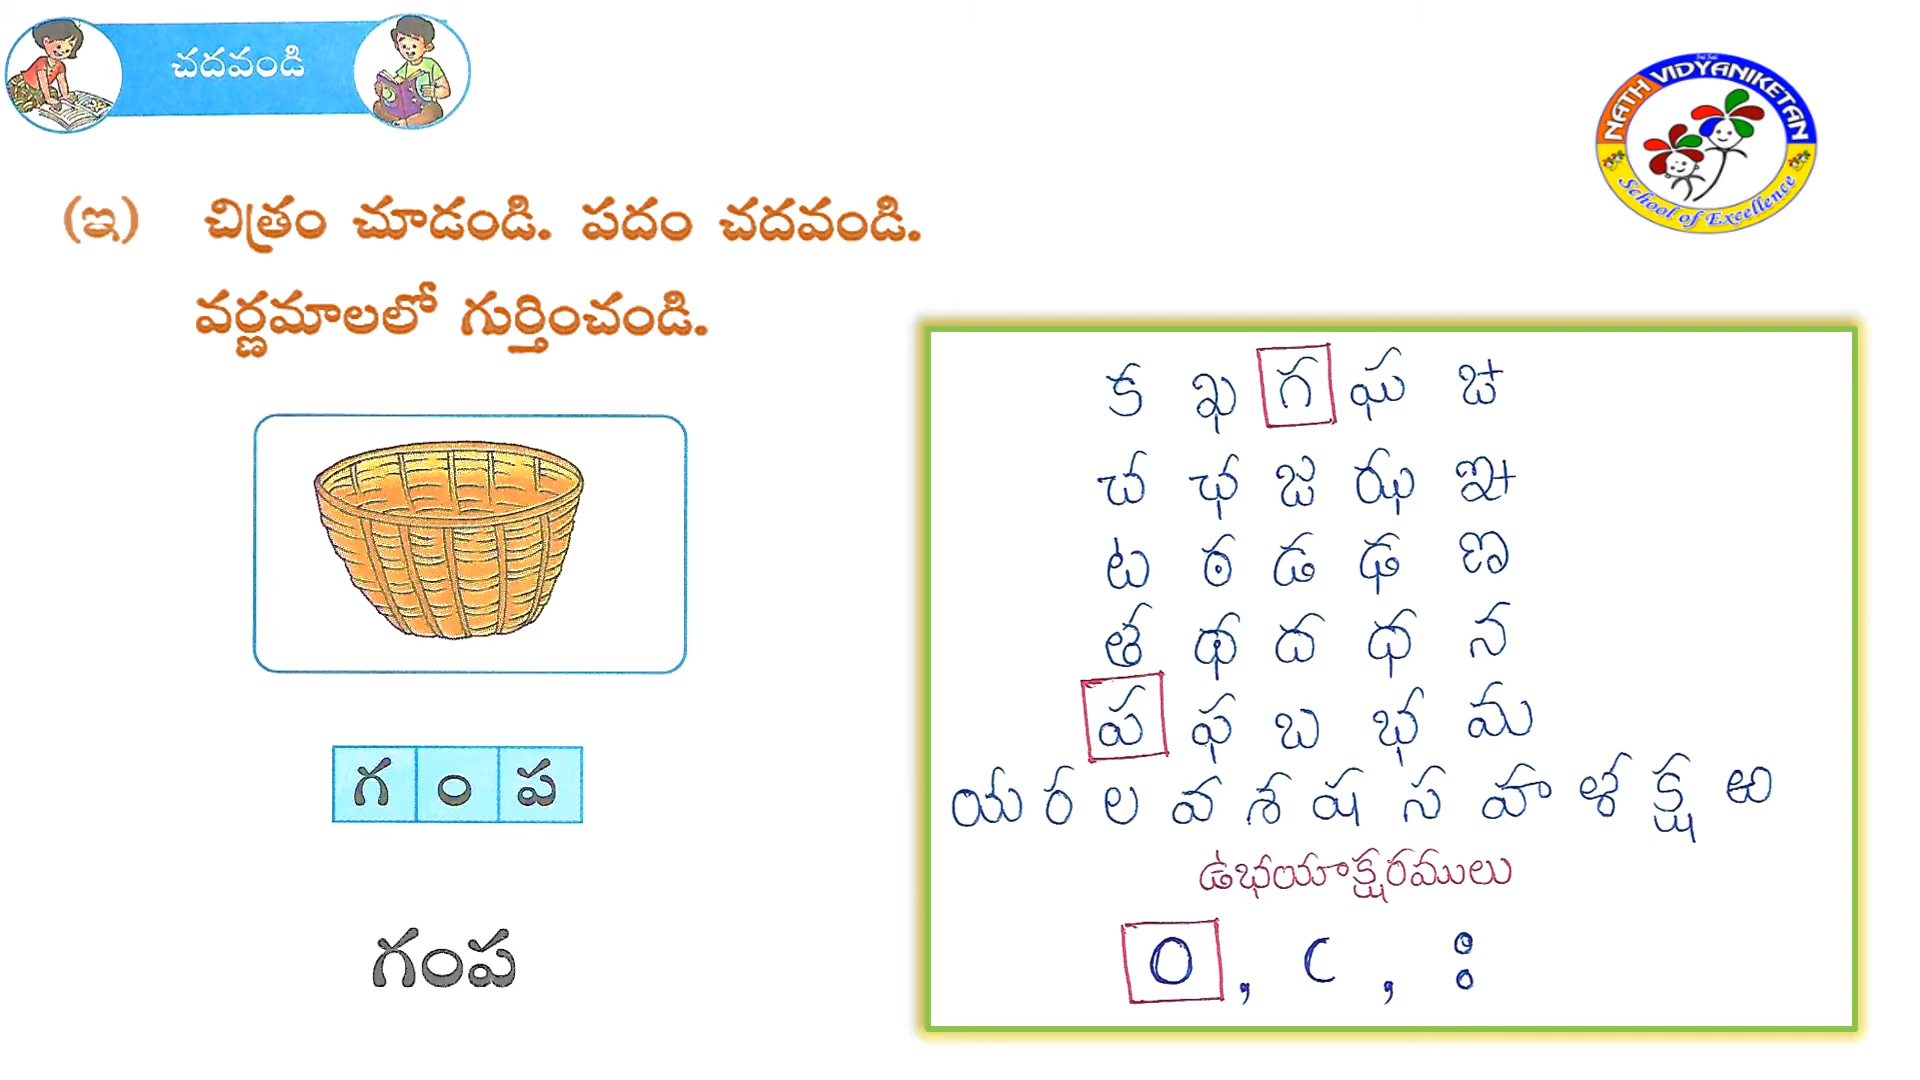 చదవండి
NATH VIDYANIKETAN
School of Excellence
(ఇ) చిత్రం చూడండి. పదం చదవండి.
వర్ణమాలలో గుర్తించండి.
గ ం ప
గంప
క ఖ గ ఘ ఙ
చ ఛ జ ఝ ఞ
ట ఠ డ ఢ ణ
త థ ద ధ న
ప ఫ బ భ మ
య ర ల వ శ ష స హ ళ క్ష ఱ
ఉభయాక్షరములు
ం , ఁ , ః